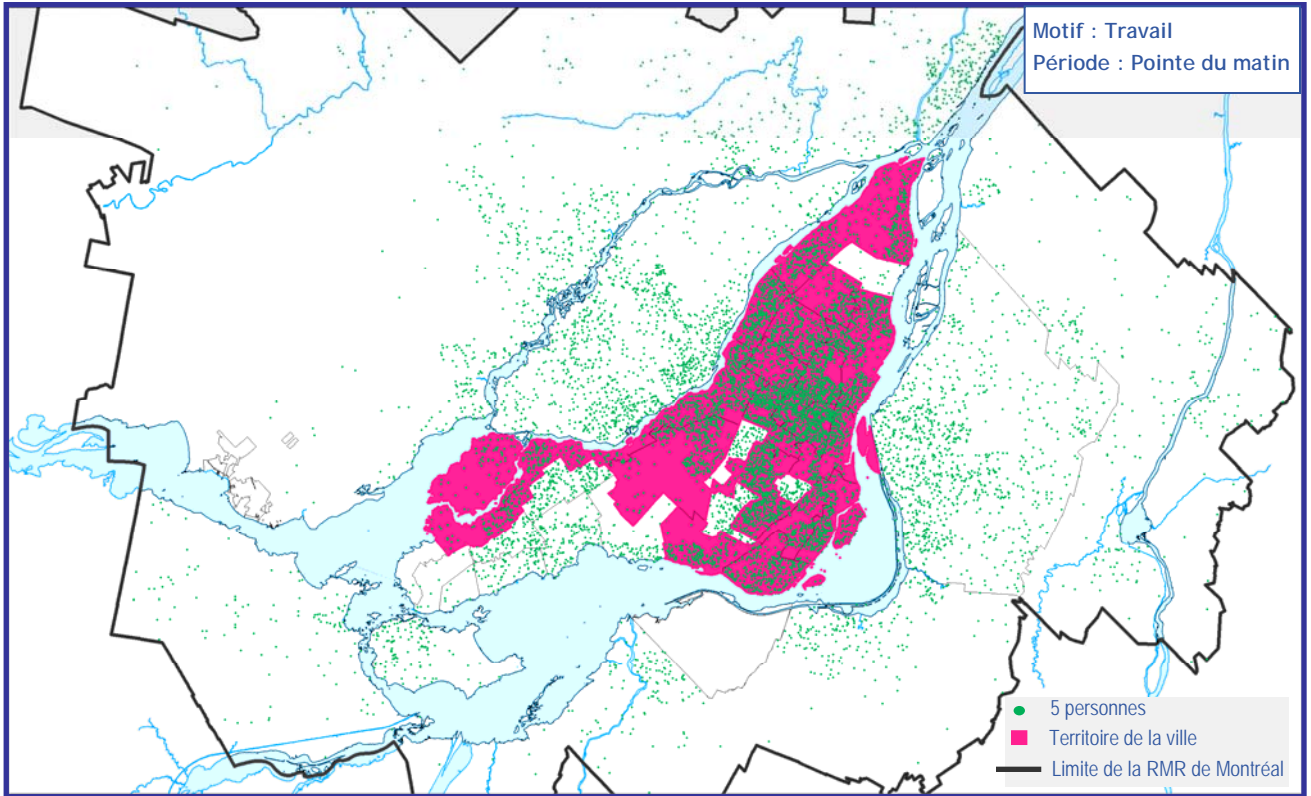 Motif : Travail
Période : Pointe du matin
5 personnes
Territoire de la ville
Limite de la RMR de Montréal